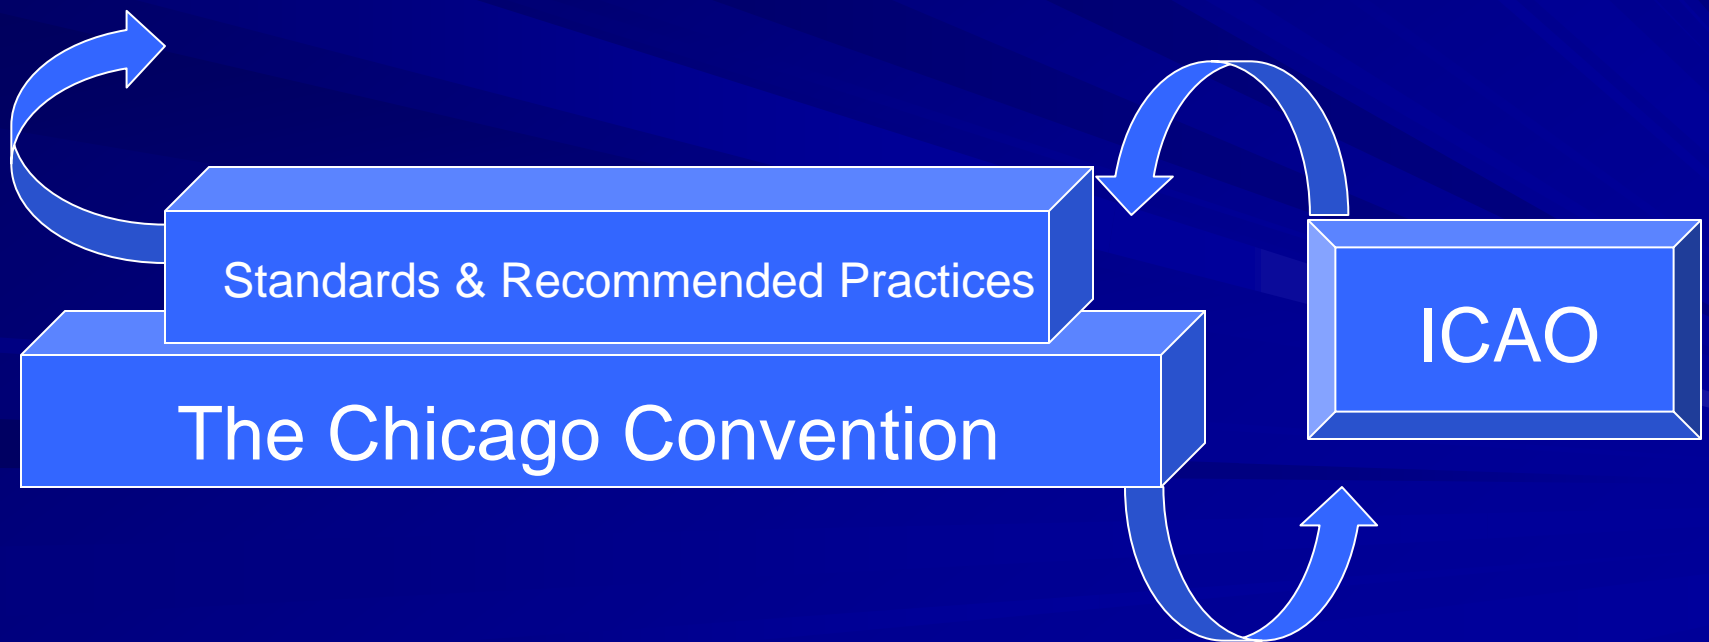 Standards & Recommended Practices
ICAO
The Chicago Convention